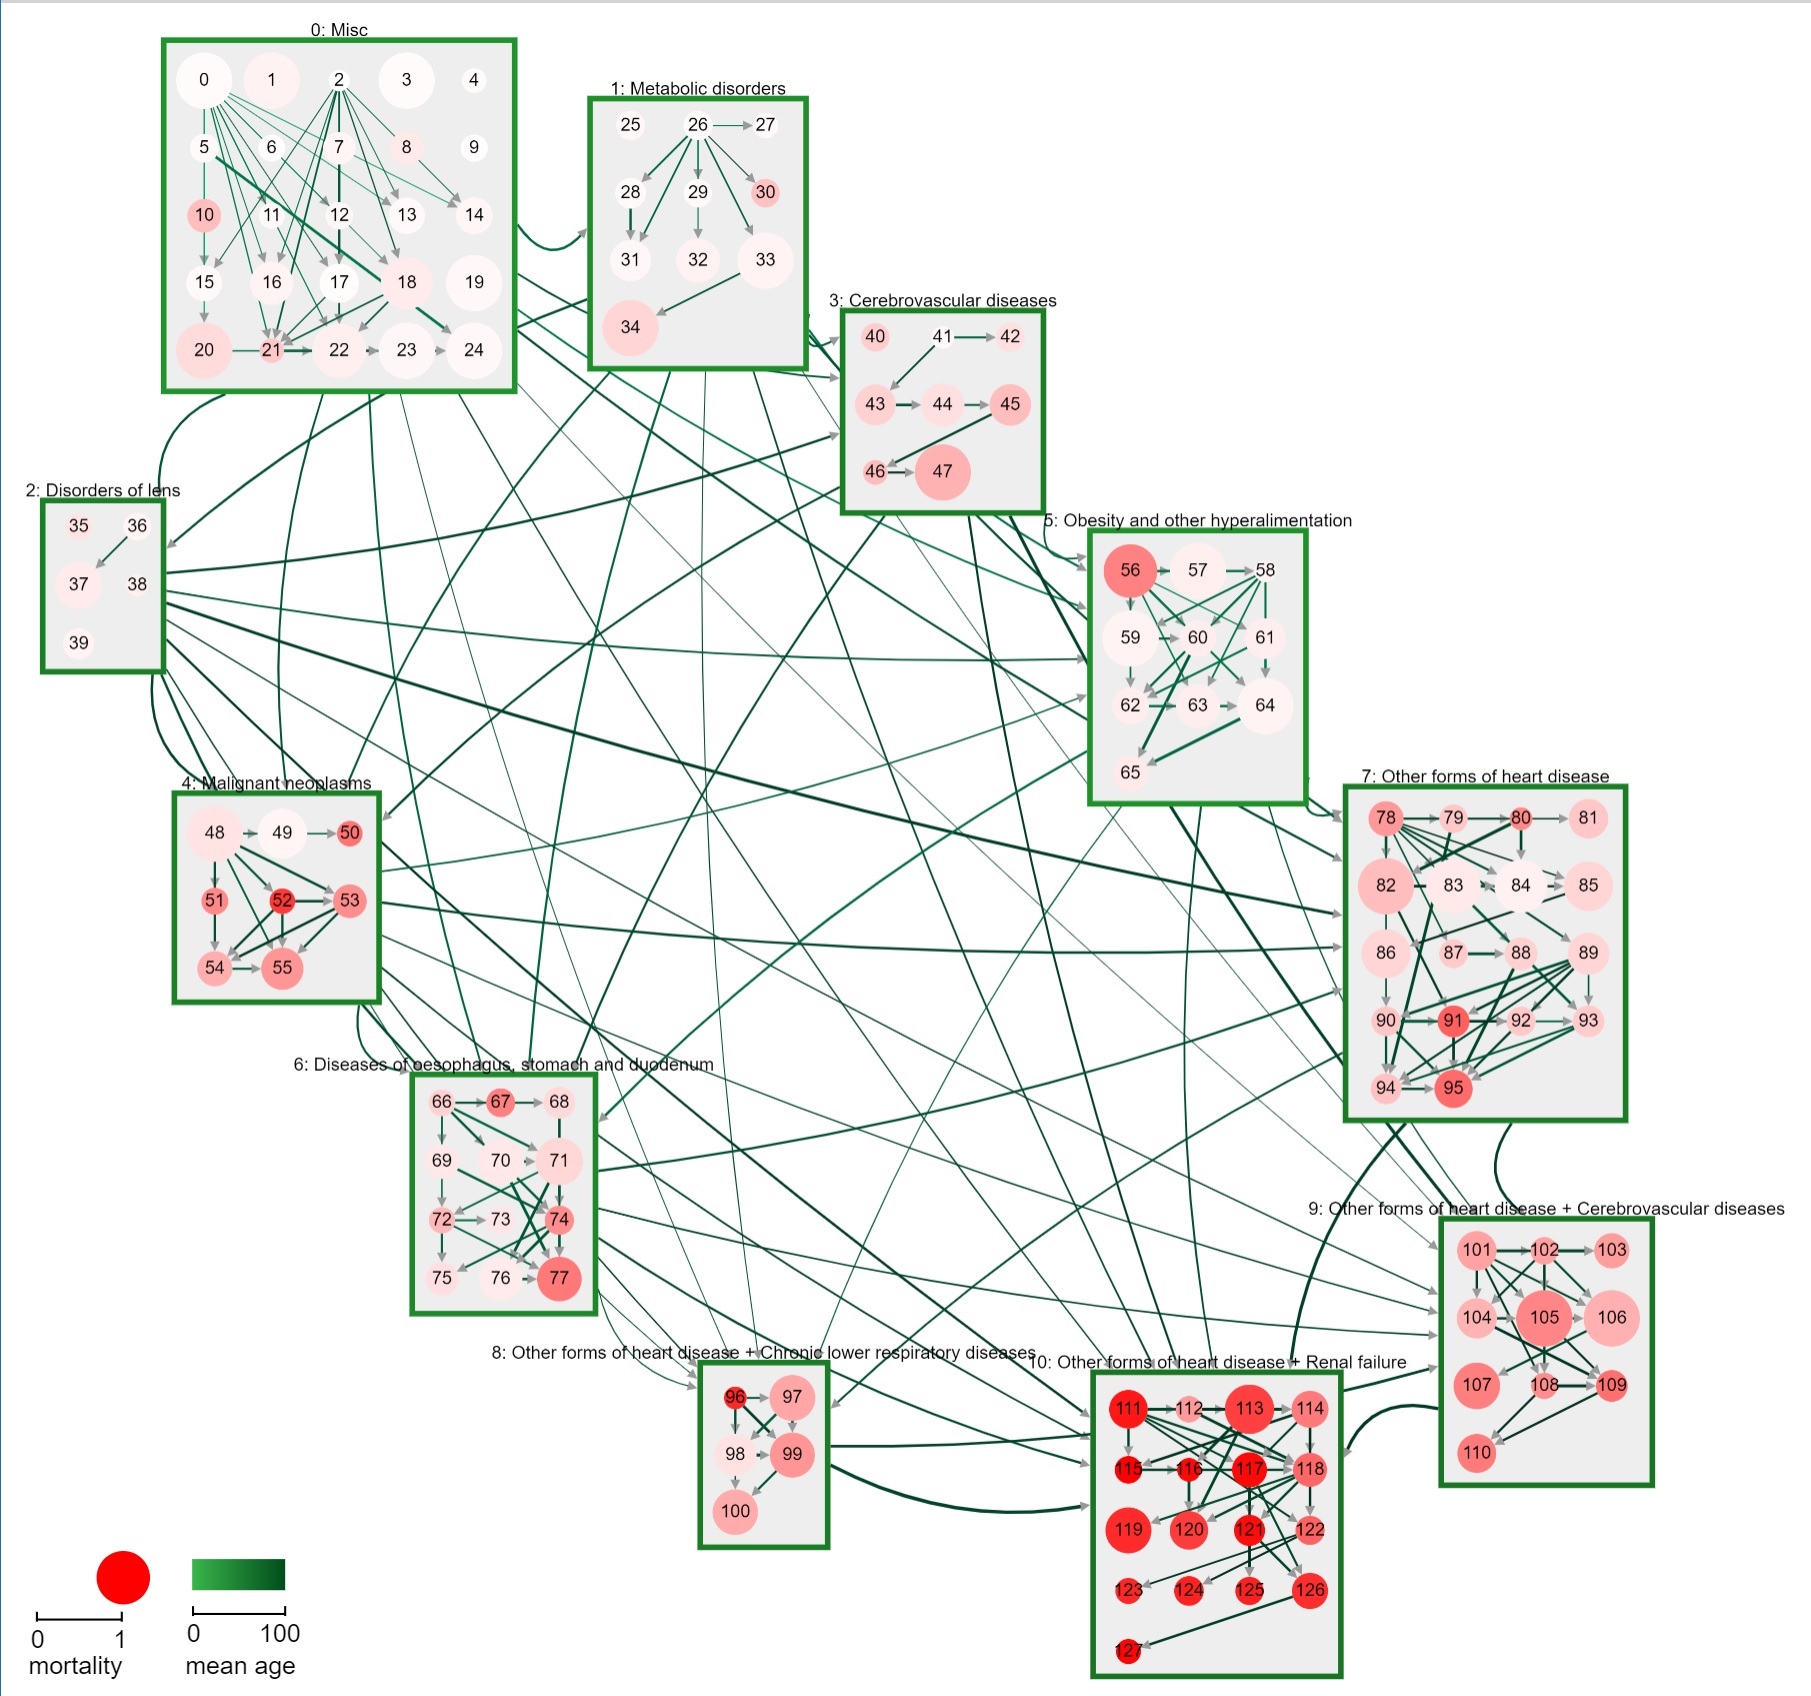 0: Misc
0 1 2 3 4
5 6 7 8 9
10 11 12 13 14
15 16 17 18 19
20 21 22 23 24
1: Metabolic disorders
25 26 27
28 29 30
31 32 33
34
3: Cerebrovascular diseases
40 41 42
43 44 45
46 47
2: Disorders of lens
35 36
37 38
39
5: Obesity and other hyperalimentation
56 57 58
59 60 61
62 63 64
65
4: Malignant neoplasms
48 49 50
51 52 53
54 55
7: Other forms of heart disease
78 79 80 81
82 83 84 85
86 87 88 89
90 91 92 93
94 95
6: Diseases of oesophagus, stomach and duodenum
66 67 68
69 70 71
72 73 74
75 76 77
9: Other forms of heart disease + Cerebrovascular diseases
101 102 103
104 105 106
107 108 109
110
8: Other forms of heart disease + Chronic lower respiratory diseases
96 97
98 99
100
10: Other forms of heart disease + Renal failure
111 112 113 114
115 116 117 118
119 120 121 122
123 124 125 126
127
0 1
mortality
0 100
mean age